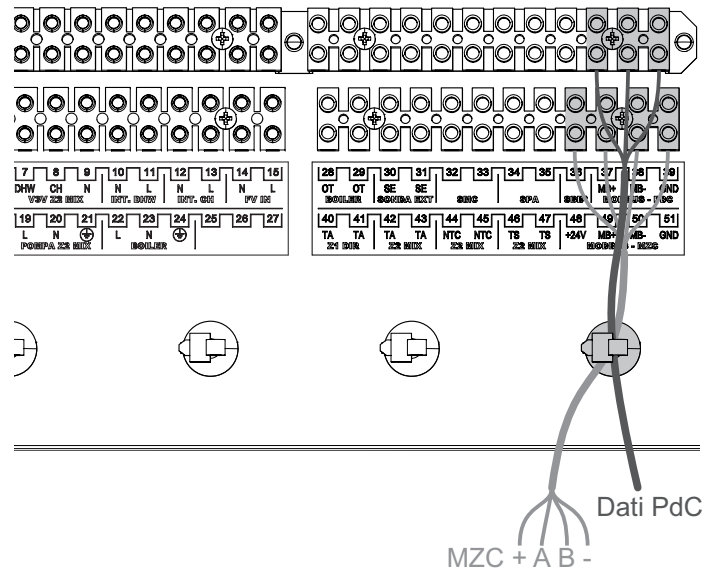 7 8 9 10 11 12 13 14 15
DHW CH N N L N L N L
V3V Z2 MIX INT. DHW INT. CH FV IN
19 20 21 22 23 24 25 26 27
L N L N
POMPA Z2 MIX BOILER
28 29 30 31 32 33 34 35 37 38 39
OT OT SE SE MB+ MB- GND
BOILER SONDA EXT SMC SPA
40 41 42 43 44 45 46 47 48 49 50 51
TA TA TA TA NTC NTC TS TS +24V MB+ MB- GND
Z1 DIR Z2 MIX Z2 MIX Z2 MIX MODBUS - MZC
Dati PdC
MZC + A B -